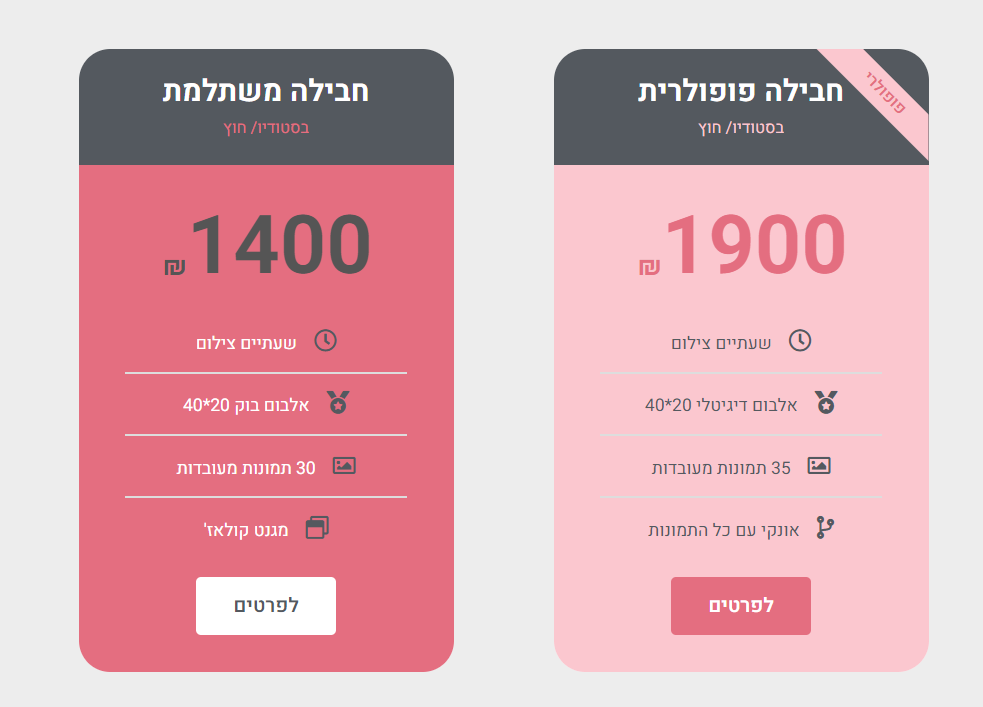 פופולרי
חבילה פופולרית
בסטודיו/ חוץ
1900 ₪
שעתיים צילום
אלבום דיגיטלי 20*40
35 תמונות מעובדות
אונקי עם כל התמונות
לפרטים
חבילה משתלמת
בסטודיו/ חוץ
1400 ₪
שעתיים צילום
אלבום בוק 20*40
30 תמונות מעובדות
מגנט קולאז'
לפרטים